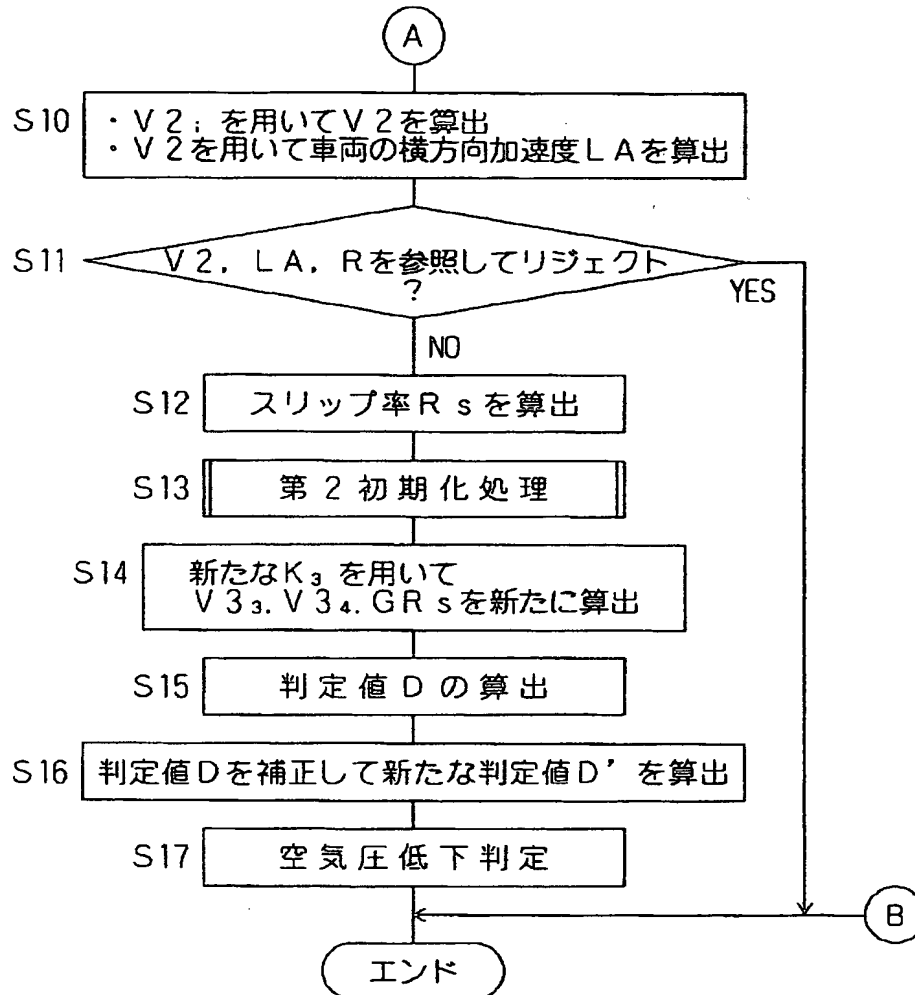 A
S10
・V2ᵢを用いてV2を算出
・V2を用いて車両の横方向加速度LAを算出
S11
V2, LA, Rを参照してリジェクト
?
YES
NO
S12
スリップ率Rsを算出
S13
第2初期化処理
S14
新たなK₃を用いて
V3₃.V3₄.GRsを新たに算出
S15
判定値Dの算出
S16
判定値Dを補正して新たな判定値D'を算出
S17
空気圧低下判定
B
エンド